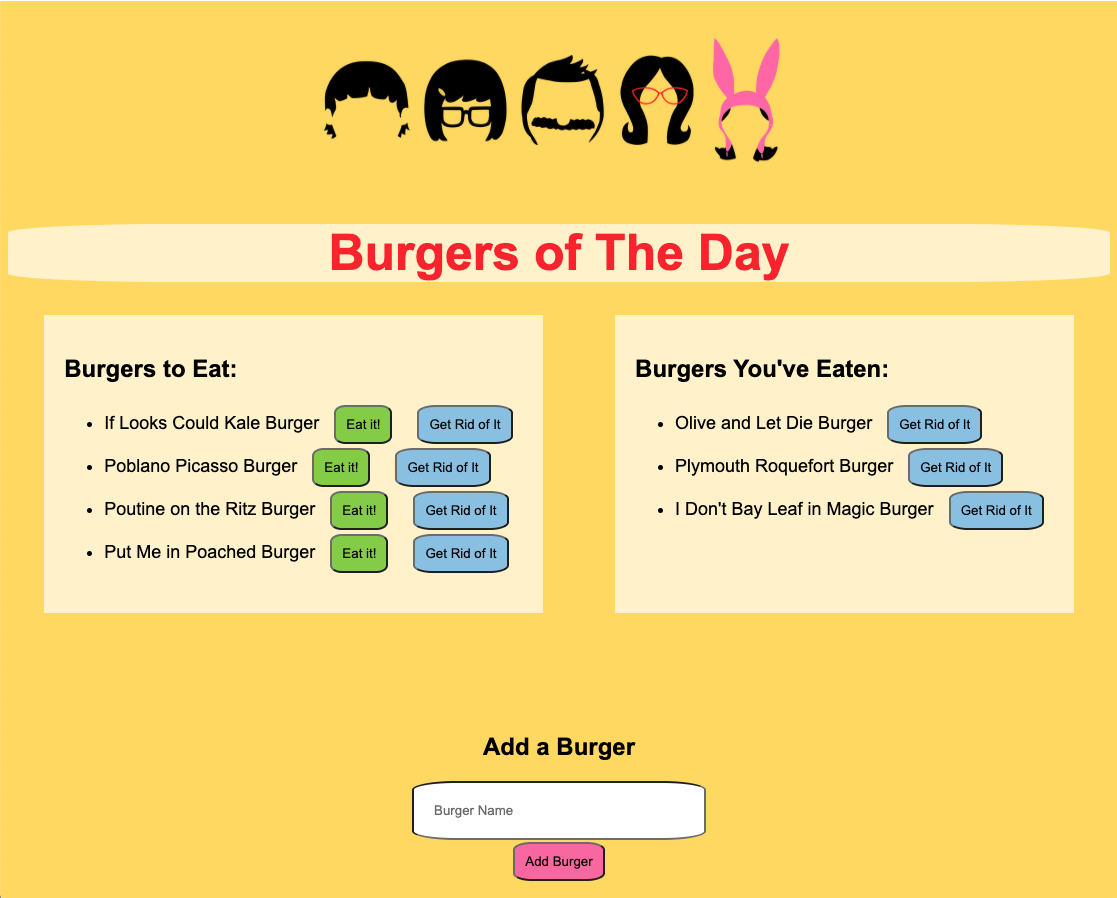 Burgers of The Day
Burgers to Eat:
If Looks Could Kale Burger Eat it! Get Rid of It
Poblano Picasso Burger Eat it! Get Rid of It
Poutine on the Ritz Burger Eat it! Get Rid of It
Put Me in Poached Burger Eat it! Get Rid of It
Burgers You've Eaten:
Olive and Let Die Burger Get Rid of It
Plymouth Roquefort Burger Get Rid of It
I Don't Bay Leaf in Magic Burger Get Rid of It
Add a Burger
Burger Name
Add Burger